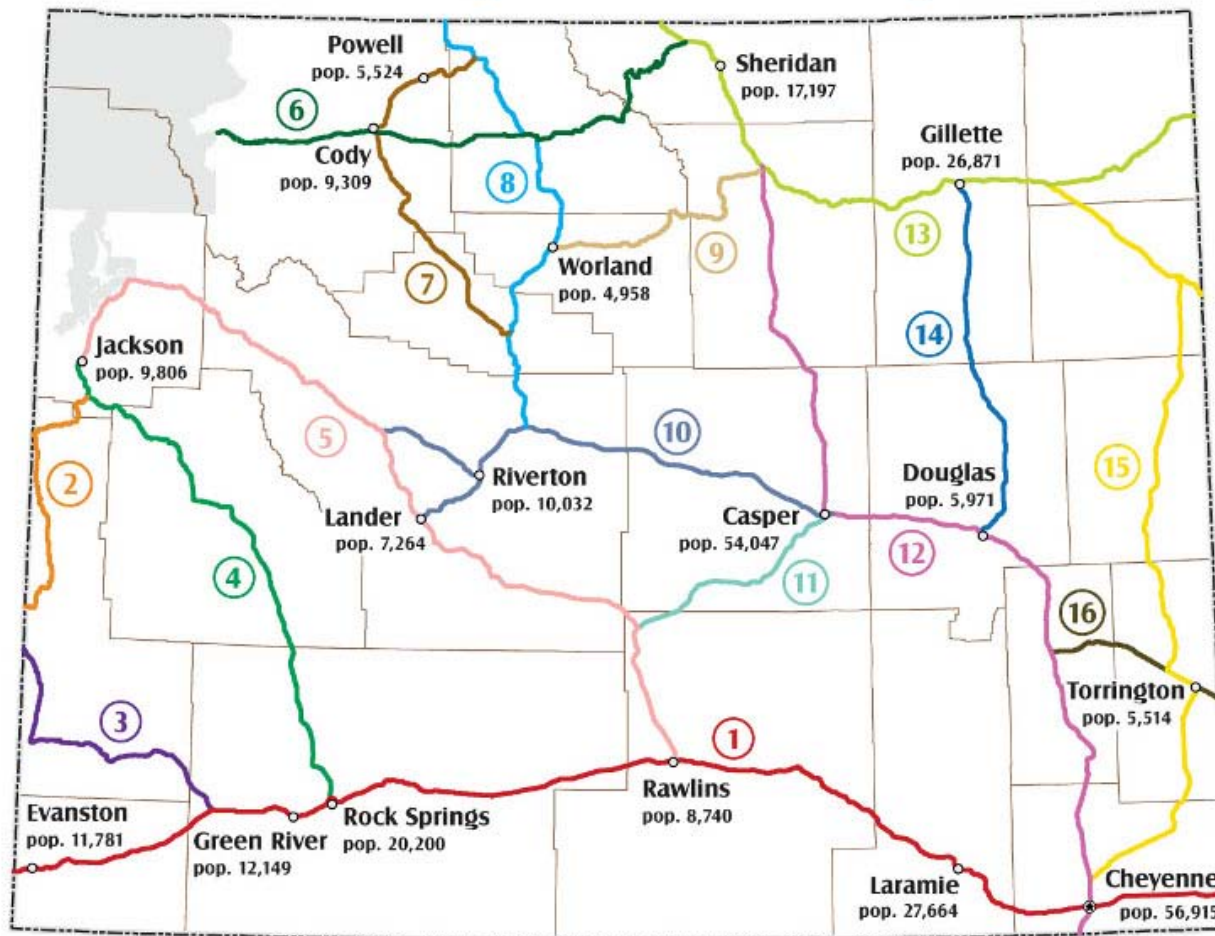 Powell
pop. 5,524
Sheridan
pop. 17,197
6
Cody
pop. 9,309
8
Gillette
pop. 26,871
7
Worland
pop. 4,958
9
13
Jackson
pop. 9,806
14
5
10
2
Riverton
pop. 10,032
Douglas
pop. 5,971
15
Lander
pop. 7,264
Casper
pop. 54,047
12
4
11
16
Torrington
pop. 5,514
3
1
Evanston
pop. 11,781
Green River
pop. 12,149
Rock Springs
pop. 20,200
Rawlins
pop. 8,740
Laramie
pop. 27,664
Cheyenne
pop. 56,915